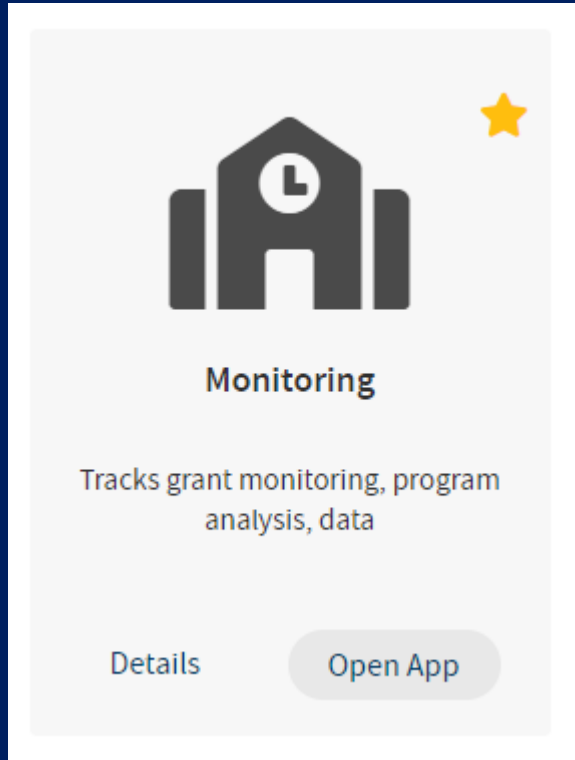 Monitoring
Tracks grant monitoring, program
analysis, data
Details
Open App